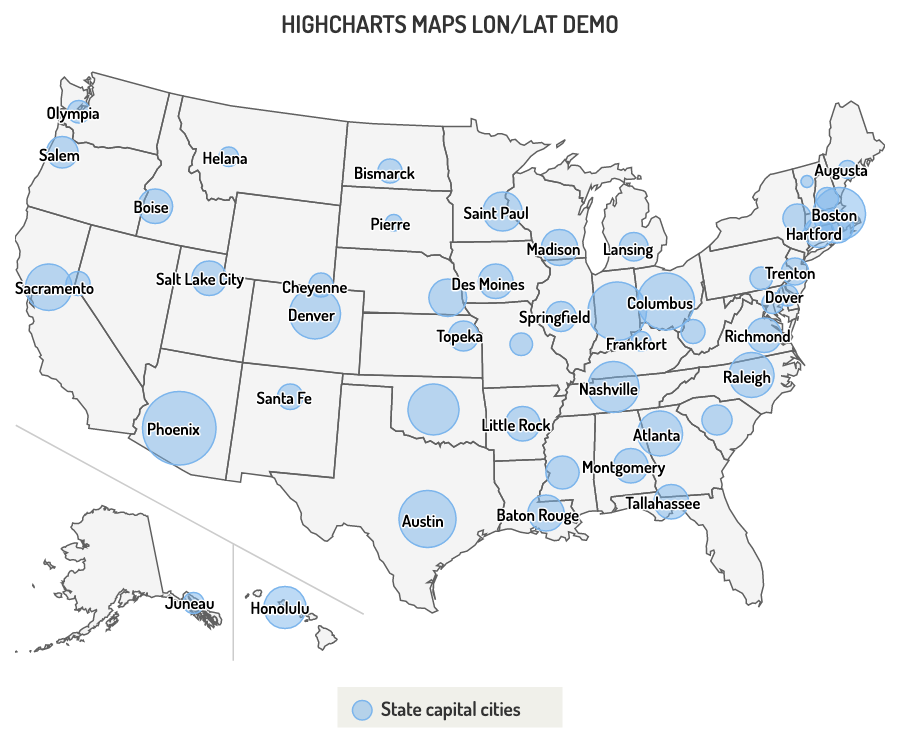 HIGHCHARTS MAPS LON/LAT DEMO
Olympia
Salem
Helana
Bismarck
Augusta
Boise
Saint Paul
Boston
Pierre
Hartford
Madison
Lansing
Salt Lake City
Trenton
Sacramento
Cheyenne
Des Moines
Dover
Denver
Columbus
Springfield
Topeka
Frankfort
Richmond
Raleigh
Nashville
Santa Fe
Phoenix
Little Rock
Atlanta
Montgomery
Tallahassee
Austin
Baton Rouge
Juneau
Honolulu
State capital cities